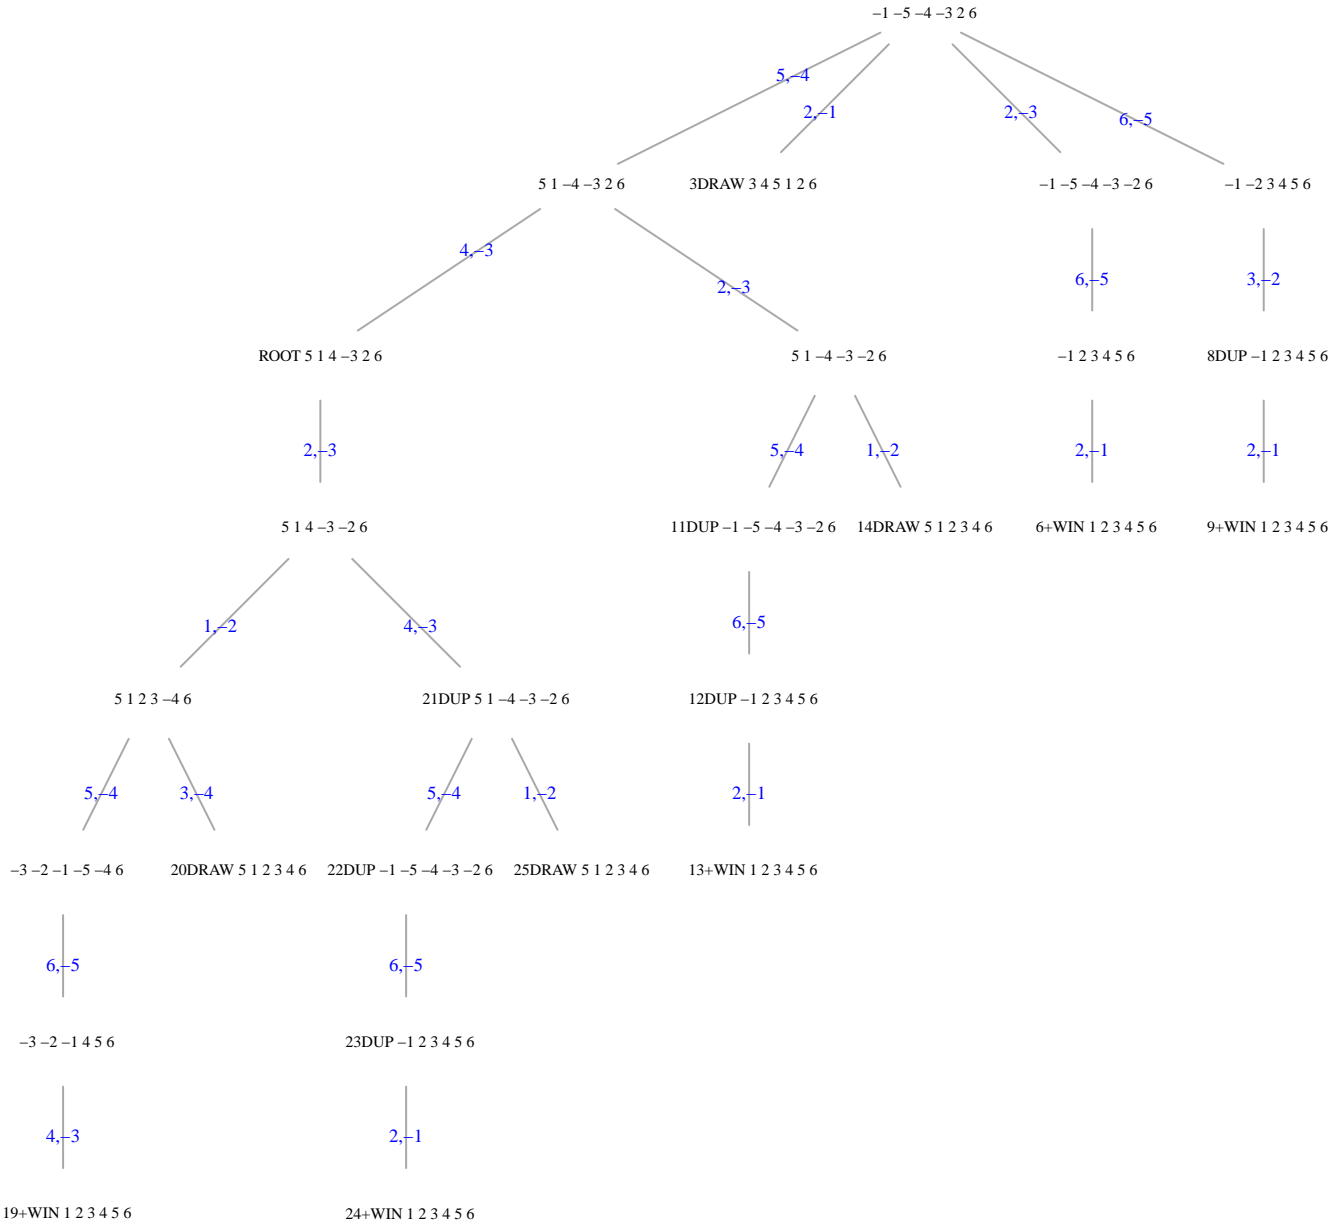 −1 −5 −4 −3 2 6
5,−4
2,−1
2,−3
6,−5
5 1 −4 −3 2 6
3DRAW 3 4 5 1 2 6
−1 −5 −4 −3 −2 6
−1 −2 3 4 5 6
4,−3
2,−3
6,−5
3,−2
ROOT 5 1 4 −3 2 6
5 1 −4 −3 −2 6
−1 2 3 4 5 6
8DUP −1 2 3 4 5 6
2,−3
5,−4
1,−2
2,−1
2,−1
5 1 4 −3 −2 6
11DUP −1 −5 −4 −3 −2 6
14DRAW 5 1 2 3 4 6
6+WIN 1 2 3 4 5 6
9+WIN 1 2 3 4 5 6
1,−2
4,−3
6,−5
5 1 2 3 −4 6
21DUP 5 1 −4 −3 −2 6
12DUP −1 2 3 4 5 6
5,−4
3,−4
5,−4
1,−2
2,−1
−3 −2 −1 −5 −4 6
20DRAW 5 1 2 3 4 6
22DUP −1 −5 −4 −3 −2 6
25DRAW 5 1 2 3 4 6
13+WIN 1 2 3 4 5 6
6,−5
6,−5
−3 −2 −1 4 5 6
23DUP −1 2 3 4 5 6
4,−3
2,−1
19+WIN 1 2 3 4 5 6
24+WIN 1 2 3 4 5 6